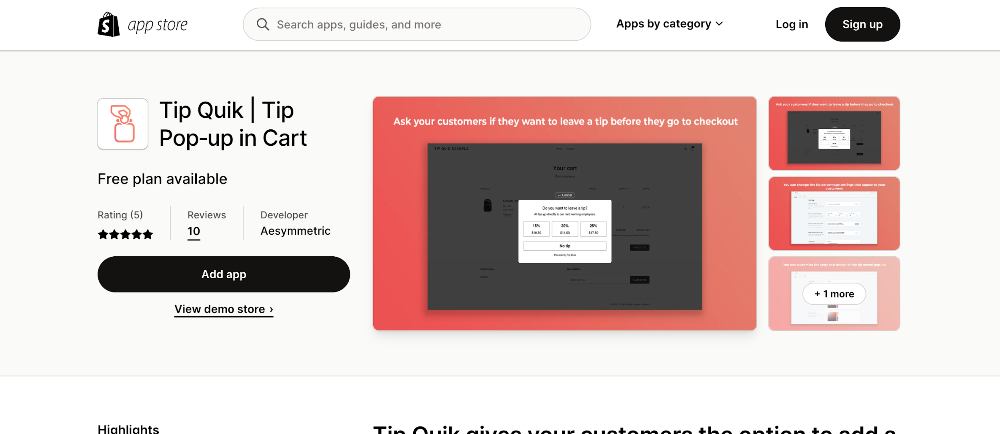 app store
Search apps, guides, and more
Apps by category
Log in
Sign up
Tip Quik | Tip
Pop-up in Cart
Free plan available
Rating (5)
Reviews
10
Developer
Aesymmetric
Add app
View demo store ›
Ask your customers if they want to leave a tip before they go to checkout
TIP QUIK EXAMPLE
Home
Catalog
Your cart
Continue shopping
PRODUCT
PRICE
QUANTITY
TOTAL
← Cancel
ADIDAS |
Remove
1
$70.00
Do you want to leave a tip?
All tips go directly to our hard working employees.
15%
$10.50
20%
$14.00
25%
$17.50
No tip
Powered by Tip Quik
Subtotal
$70.00 USD
Taxes and shipping calculated at checkout
CHECK OUT
Quick links
Search
Newsletter
Email address
SUBSCRIBE
Ask your customers if they want to leave a tip before they go to checkout
You can change the tip percentage settings that appear to your
customers
You can customize the copy and design of the tip modal pop-up
+ 1 more
Highlights
Tip Quik gives your customers the option to add a